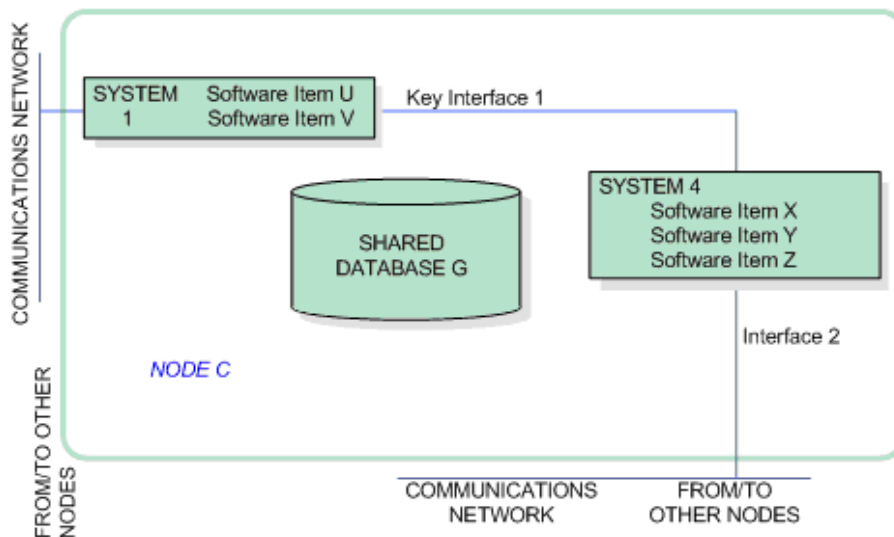 COMMUNICATIONS NETWORK
FROM/TO OTHER
NODES
SYSTEM Software Item U
1 Software Item V
Key Interface 1
SYSTEM 4
Software Item X
Software Item Y
Software Item Z
SHARED
DATABASE G
Interface 2
NODE C
COMMUNICATIONS
NETWORK
FROM/TO
OTHER NODES